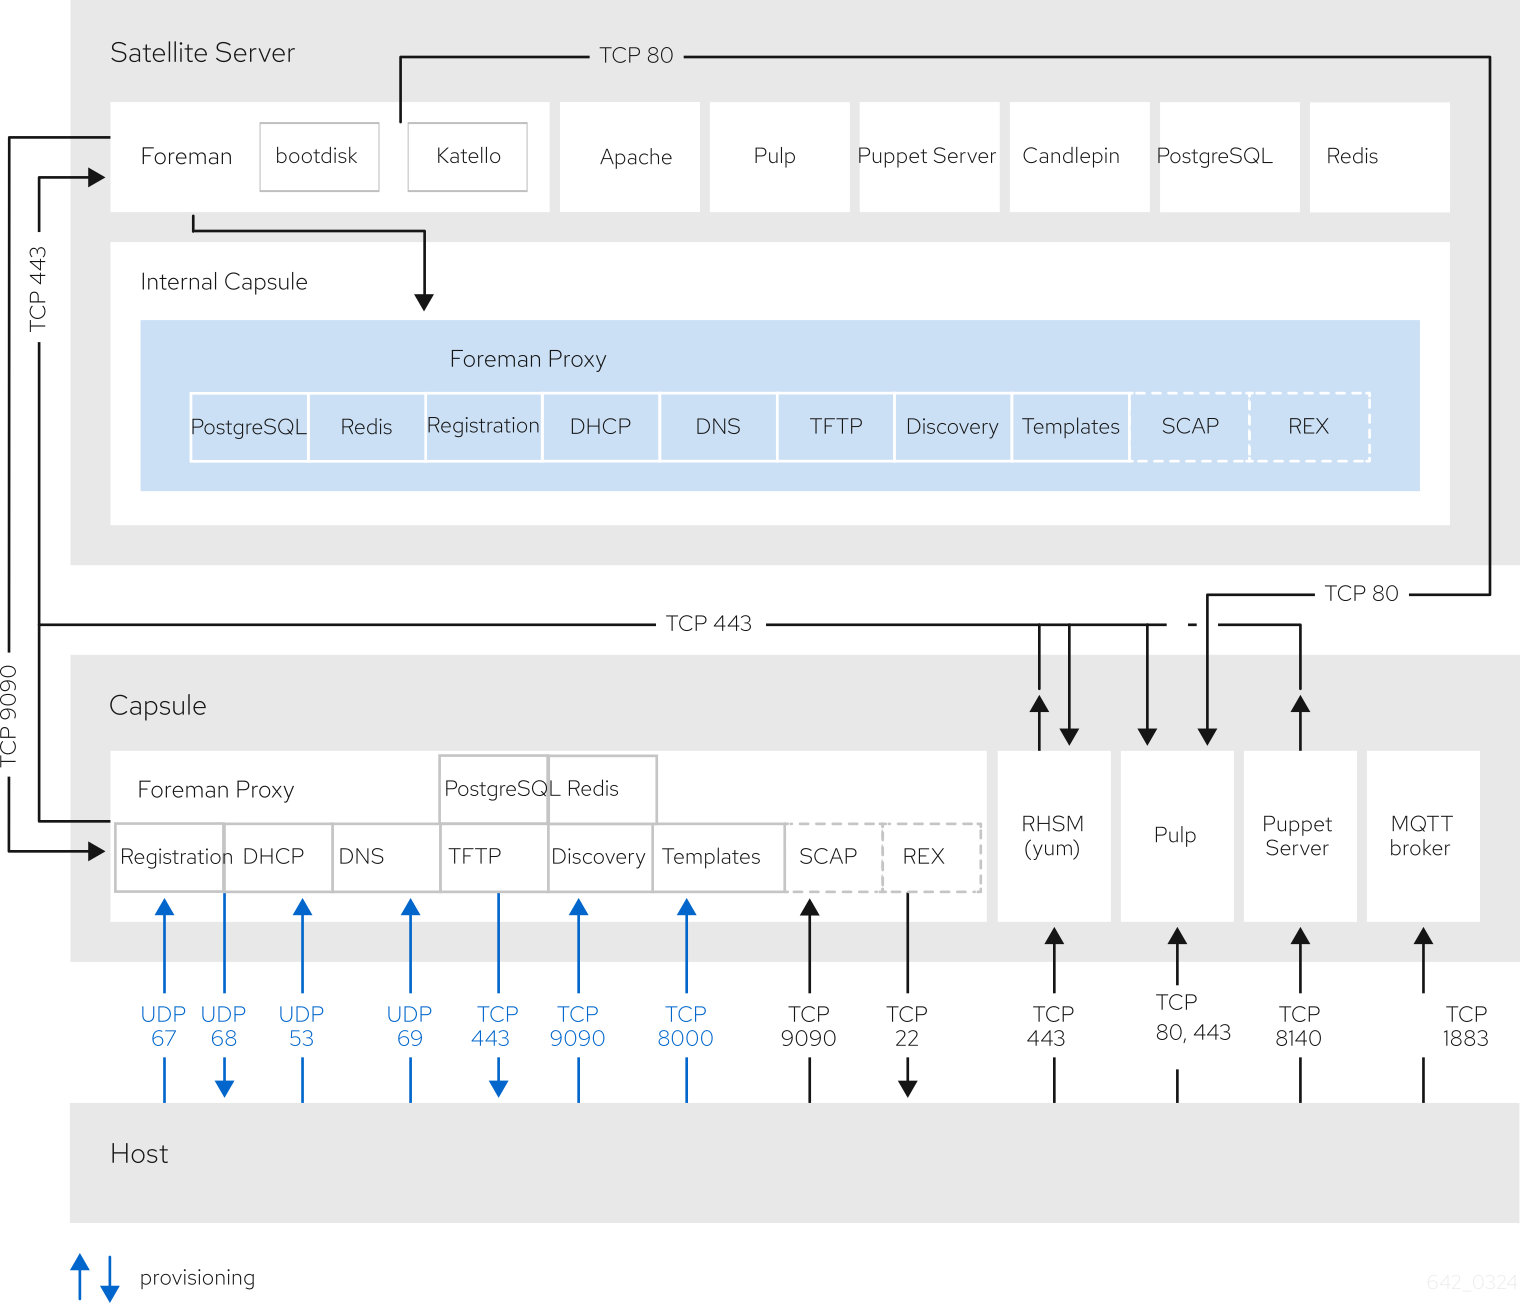 Satellite Server
TCP 80
Foreman
bootdisk
Katello
Apache
Pulp
Puppet Server
Candlepin
PostgreSQL
Redis
TCP 443
Internal Capsule
Foreman Proxy
PostgreSQL
Redis
Registration
DHCP
DNS
TFTP
Discovery
Templates
SCAP
REX
TCP 80
TCP 443
TCP 9090
Capsule
Foreman Proxy
PostgreSQL
Redis
Registration
DHCP
DNS
TFTP
Discovery
Templates
SCAP
REX
RHSM
(yum)
Pulp
Puppet
Server
MQTT
broker
UDP
67
UDP
68
UDP
53
UDP
69
TCP
443
TCP
9090
TCP
8000
TCP
9090
TCP
22
TCP
443
TCP
80, 443
TCP
8140
TCP
1883
Host
provisioning
642_0324